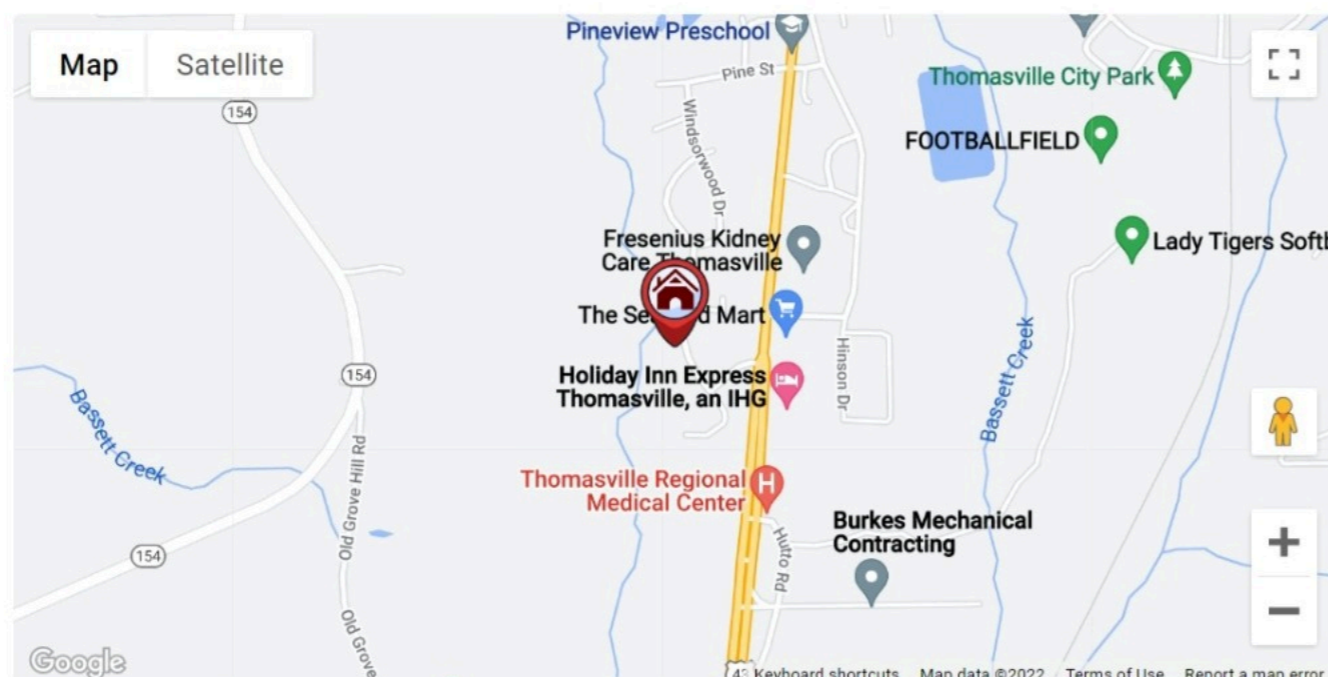 Map
Satellite
Pineview Preschool
Pine St
Windsorwood Dr
154
Thomasville City Park
FOOTBALLFIELD
Lady Tigers Softb
Fresenius Kidney
Care Thomasville
Mart
The
Hinson Dr
Bassett Creek
154
Holiday Inn Express
Thomasville, an IHG
Bassett Creek
Old Grove Hill Rd
Thomasville Regional
Medical Center
H
Hutto Rd
Burkes Mechanical
Contracting
154
Old Grove
Google
43
Keyboard shortcuts
Map data ©2022
Terms of Use
Report a map error